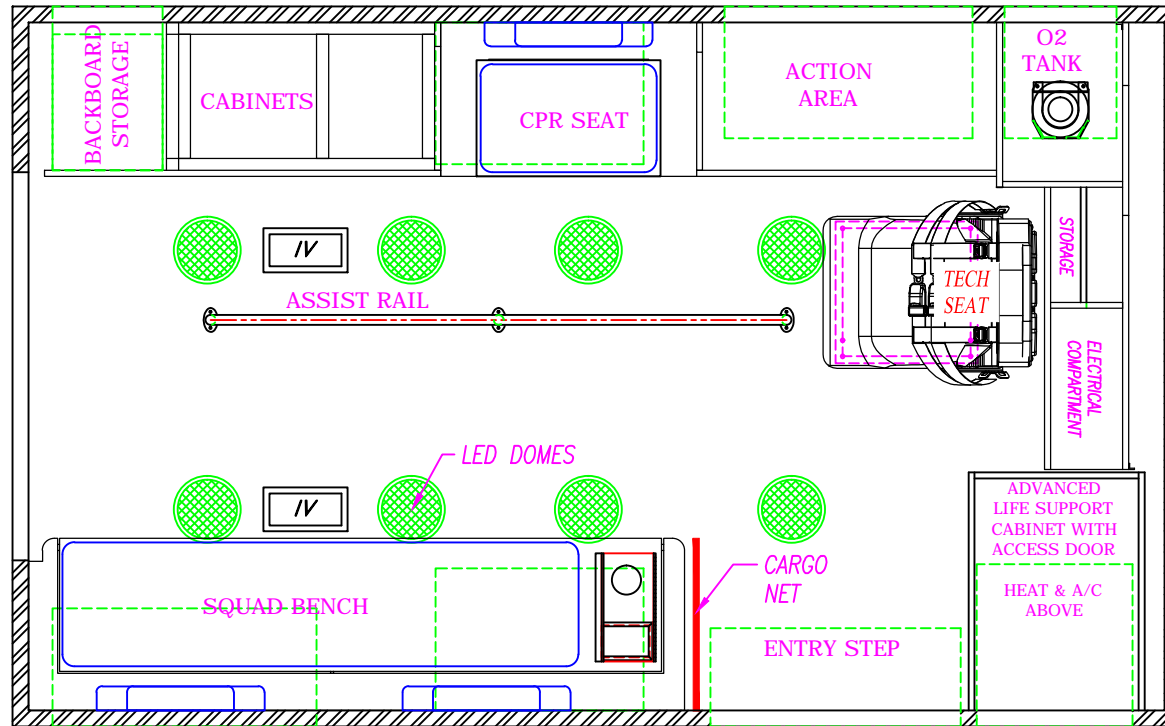 BACKBOARD
STORAGE
CABINETS
CPR SEAT
ACTION
AREA
O2
TANK
IV
ASSIST RAIL
TECH
SEAT
STORAGE
ELECTRICAL
COMPARTMENT
LED DOMES
IV
SQUAD BENCH
CARGO
NET
ENTRY STEP
ADVANCED
LIFE SUPPORT
CABINET WITH
ACCESS DOOR
HEAT & A/C
ABOVE